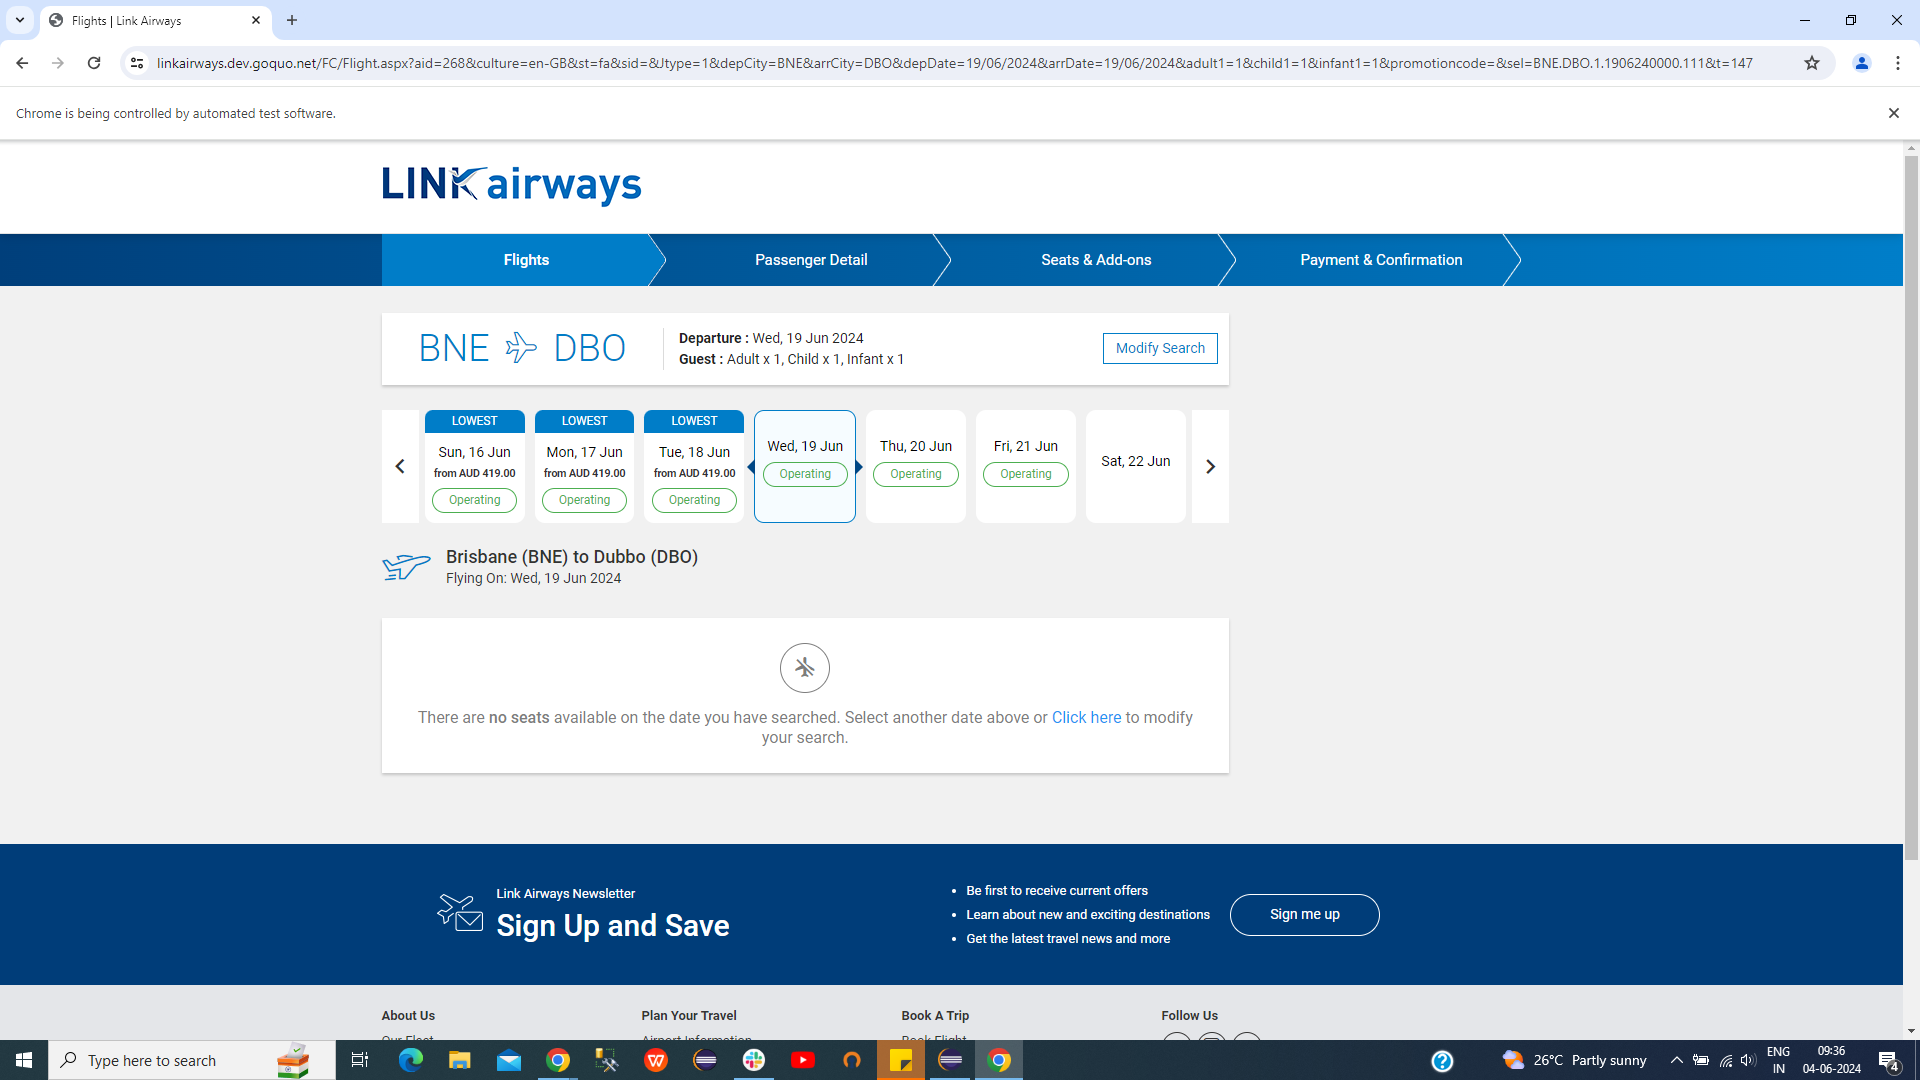 Flights | Link Airways
linkairways.dev.goquo.net/FC/Flight.aspx?aid=268&culture=en-GB&st=fa&sid=&Jtype=1&depCity=BNE&arrCity=DBO&depDate=19/06/2024&arrDate=19/06/2024&adult1=1&child1=1&infant1=1&promotioncode=&sel=BNE.DBO.1.1906240000.111&t=147
Chrome is being controlled by automated test software.
LINK airways
Flights
Passenger Detail
Seats & Add-ons
Payment & Confirmation
BNE DBO
Departure : Wed, 19 Jun 2024
Guest : Adult x 1, Child x 1, Infant x 1
Modify Search
LOWEST
Sun, 16 Jun
from AUD 419.00
Operating
LOWEST
Mon, 17 Jun
from AUD 419.00
Operating
LOWEST
Tue, 18 Jun
from AUD 419.00
Operating
Wed, 19 Jun
Operating
Thu, 20 Jun
Operating
Fri, 21 Jun
Operating
Sat, 22 Jun
Brisbane (BNE) to Dubbo (DBO)
Flying On: Wed, 19 Jun 2024
There are no seats available on the date you have searched. Select another date above or Click here to modify
your search.
Link Airways Newsletter
Sign Up and Save
• Be first to receive current offers
• Learn about new and exciting destinations
• Get the latest travel news and more
Sign me up
About Us
Our Fleet
Plan Your Travel
Airport Information
Book A Trip
Book Flight
Follow Us
Type here to search
26°C Partly sunny
ENG
IN
09:36
04-06-2024
4